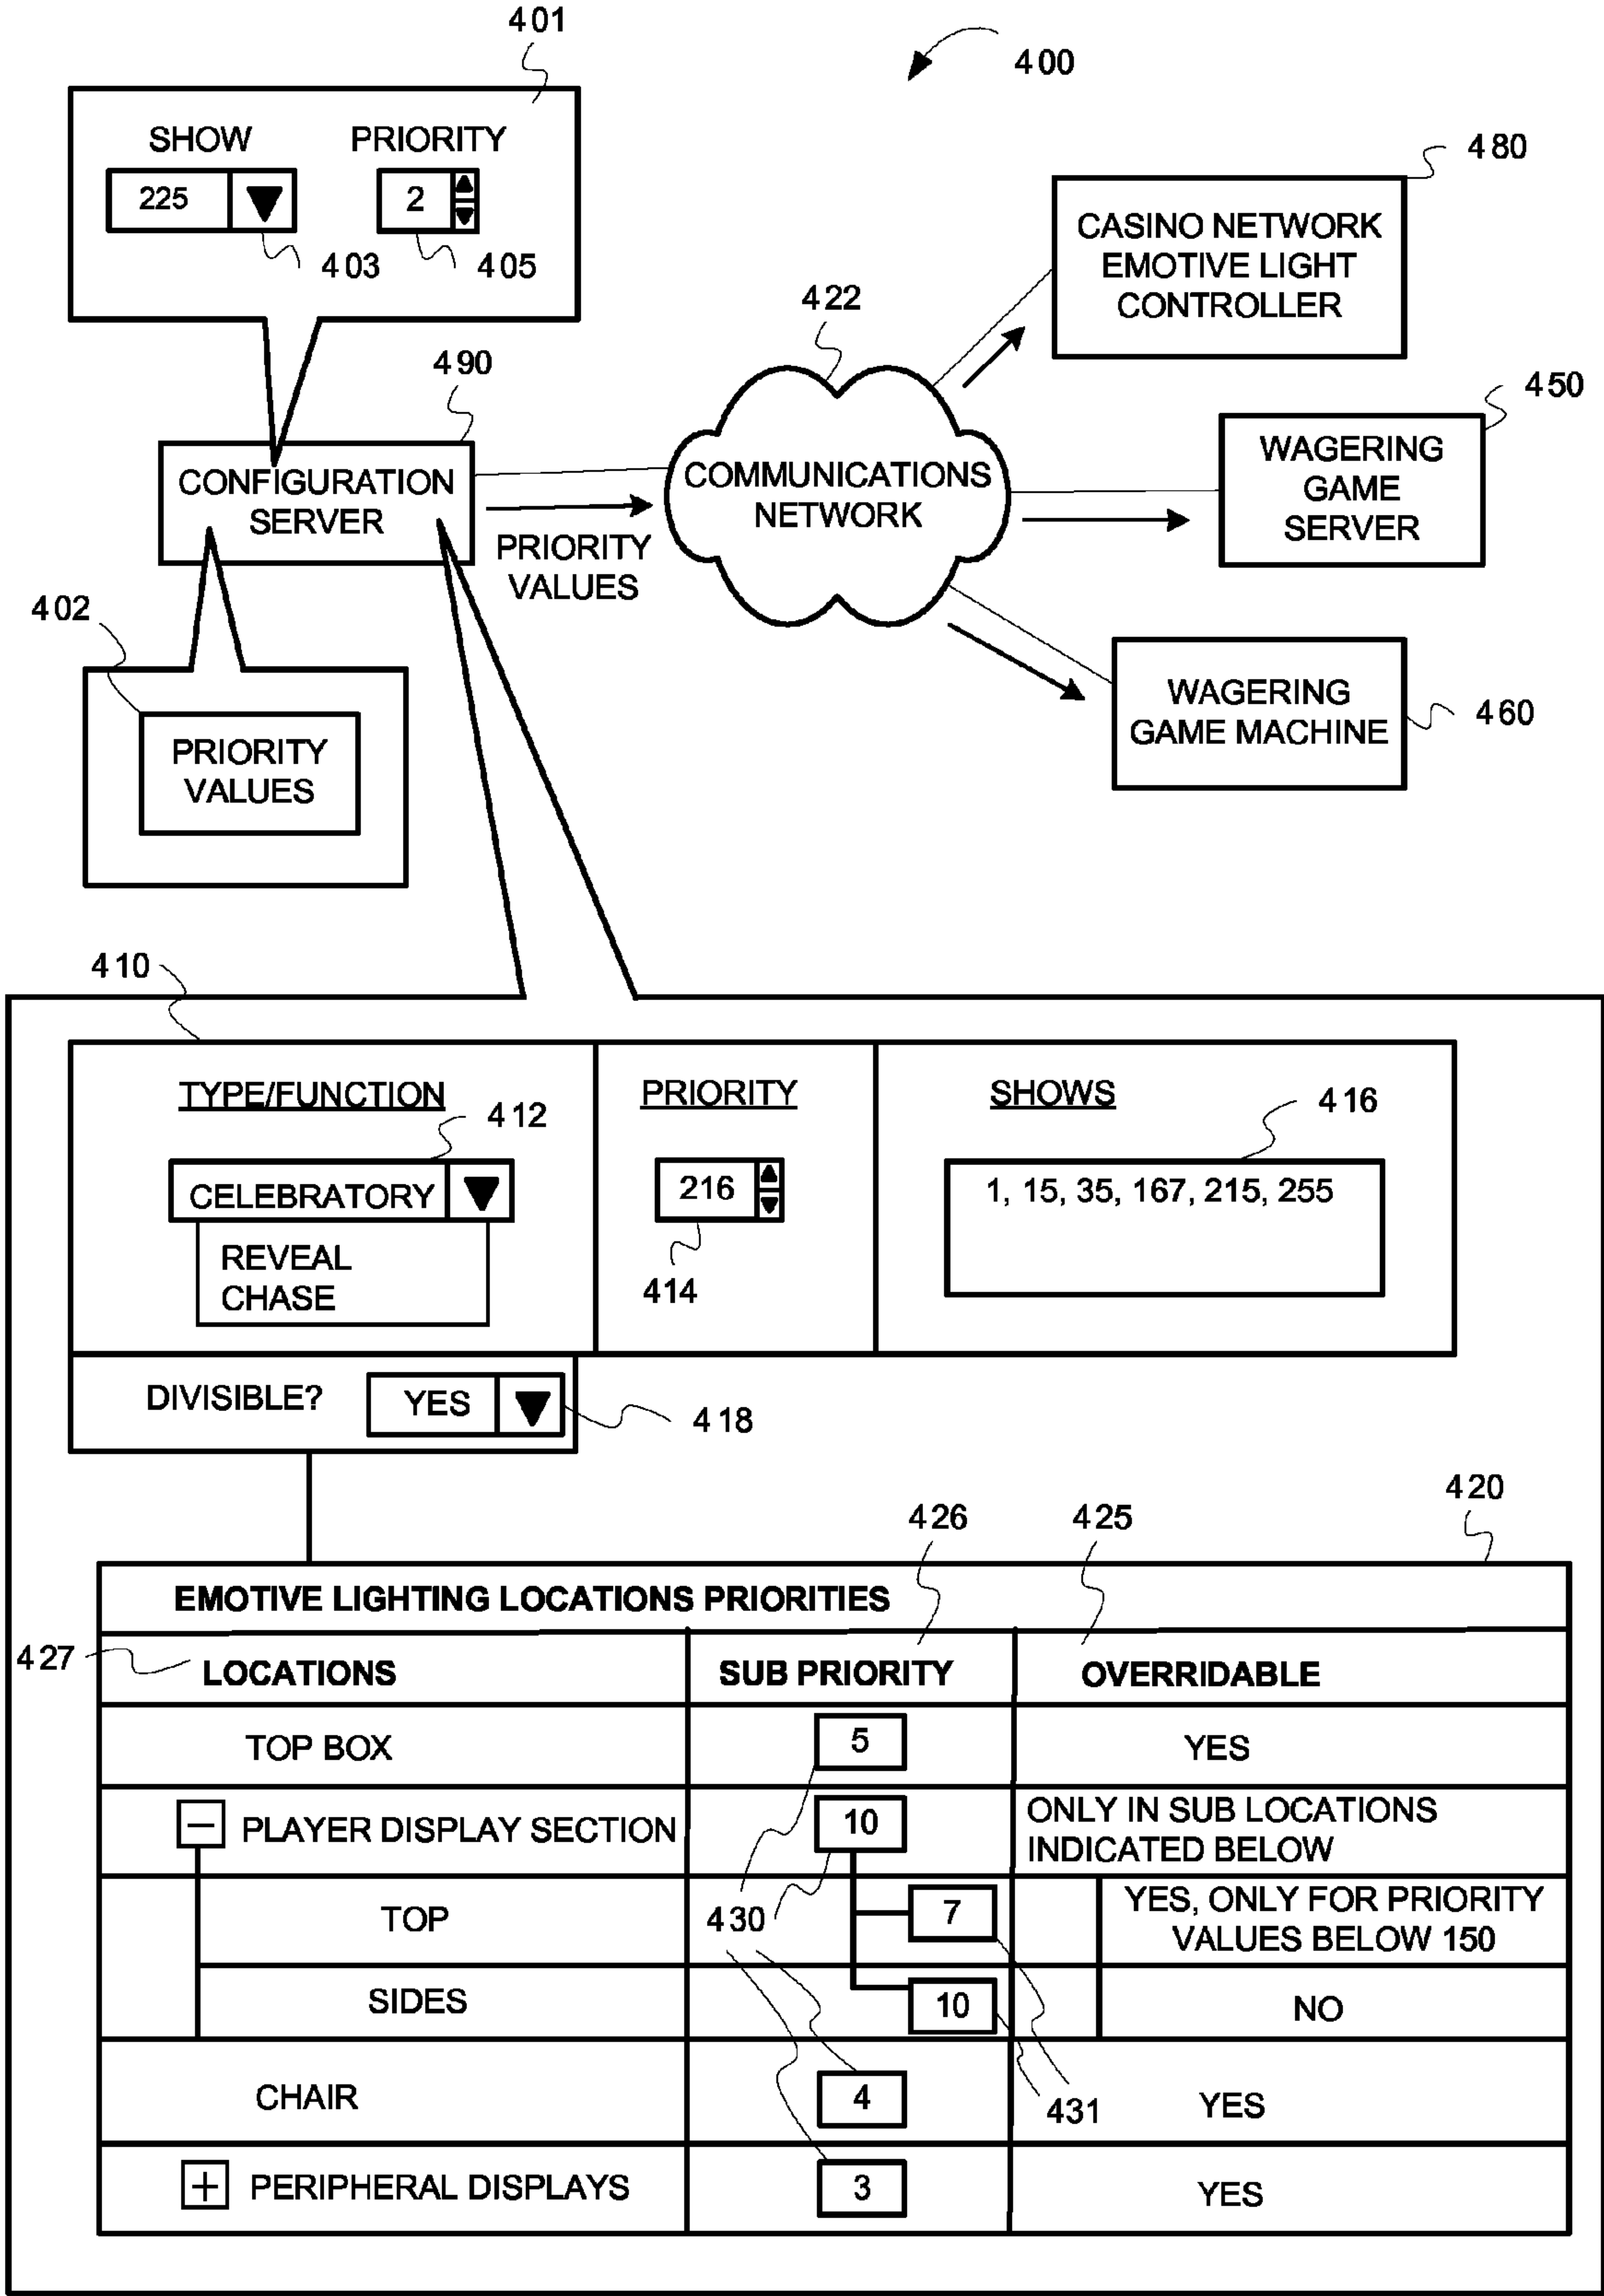 401
400
SHOW PRIORITY
225 2
403 405
480
CASINO NETWORK
EMOTIVE LIGHT
CONTROLLER
422
490
450
CONFIGURATION
SERVER
COMMUNICATIONS
NETWORK
WAGERING
GAME
SERVER
PRIORITY
VALUES
402
PRIORITY
VALUES
WAGERING
GAME MACHINE
460
410
TYPE/FUNCTION PRIORITY SHOWS
412 416
CELEBRATORY 216 1, 15, 35, 167, 215, 255
REVEAL
CHASE
414
DIVISIBLE? YES 418
420
426 425
EMOTIVE LIGHTING LOCATIONS PRIORITIES
427 LOCATIONS SUB PRIORITY OVERRIDABLE
TOP BOX 5 YES
− PLAYER DISPLAY SECTION 10 ONLY IN SUB LOCATIONS
INDICATED BELOW
TOP 430 7 YES, ONLY FOR PRIORITY
VALUES BELOW 150
SIDES 10 NO
CHAIR 4 431 YES
+ PERIPHERAL DISPLAYS 3 YES